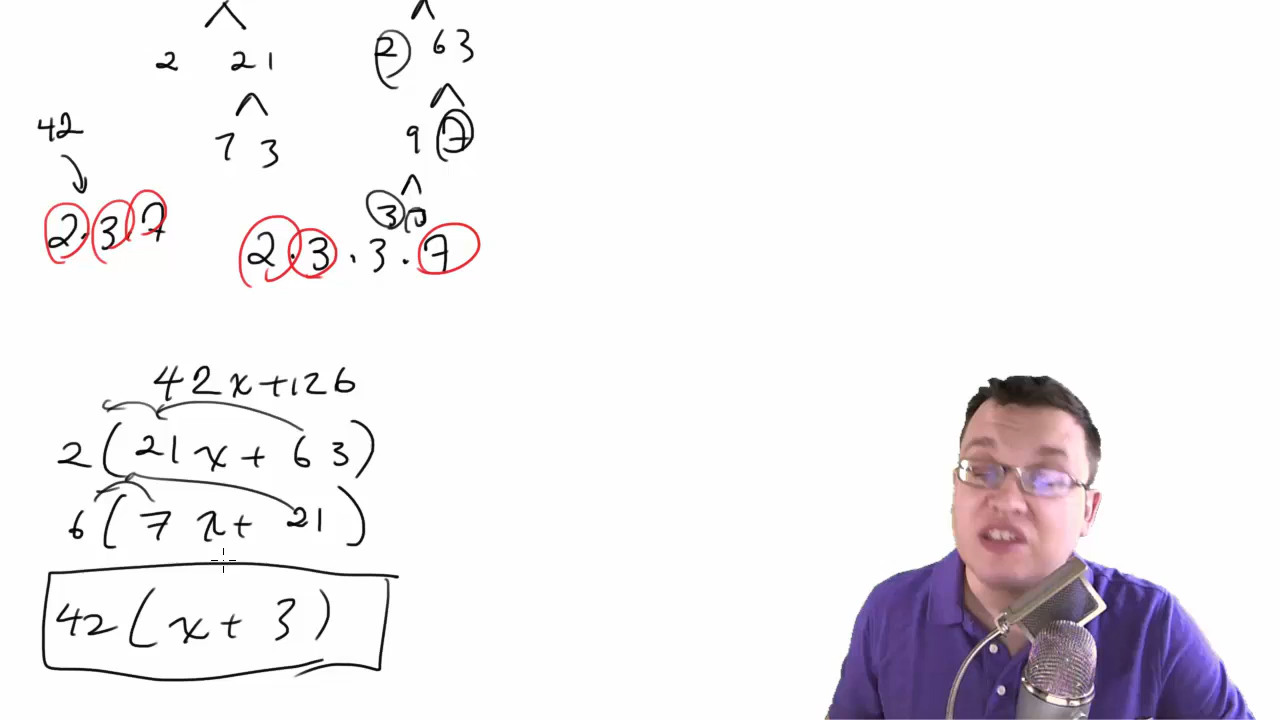 2 21 2 63
42 7 3 9 7
3 3
2.3.7 2.3.3.7
42x+126
2(21x+63)
6(7x+21)
42(x+3)